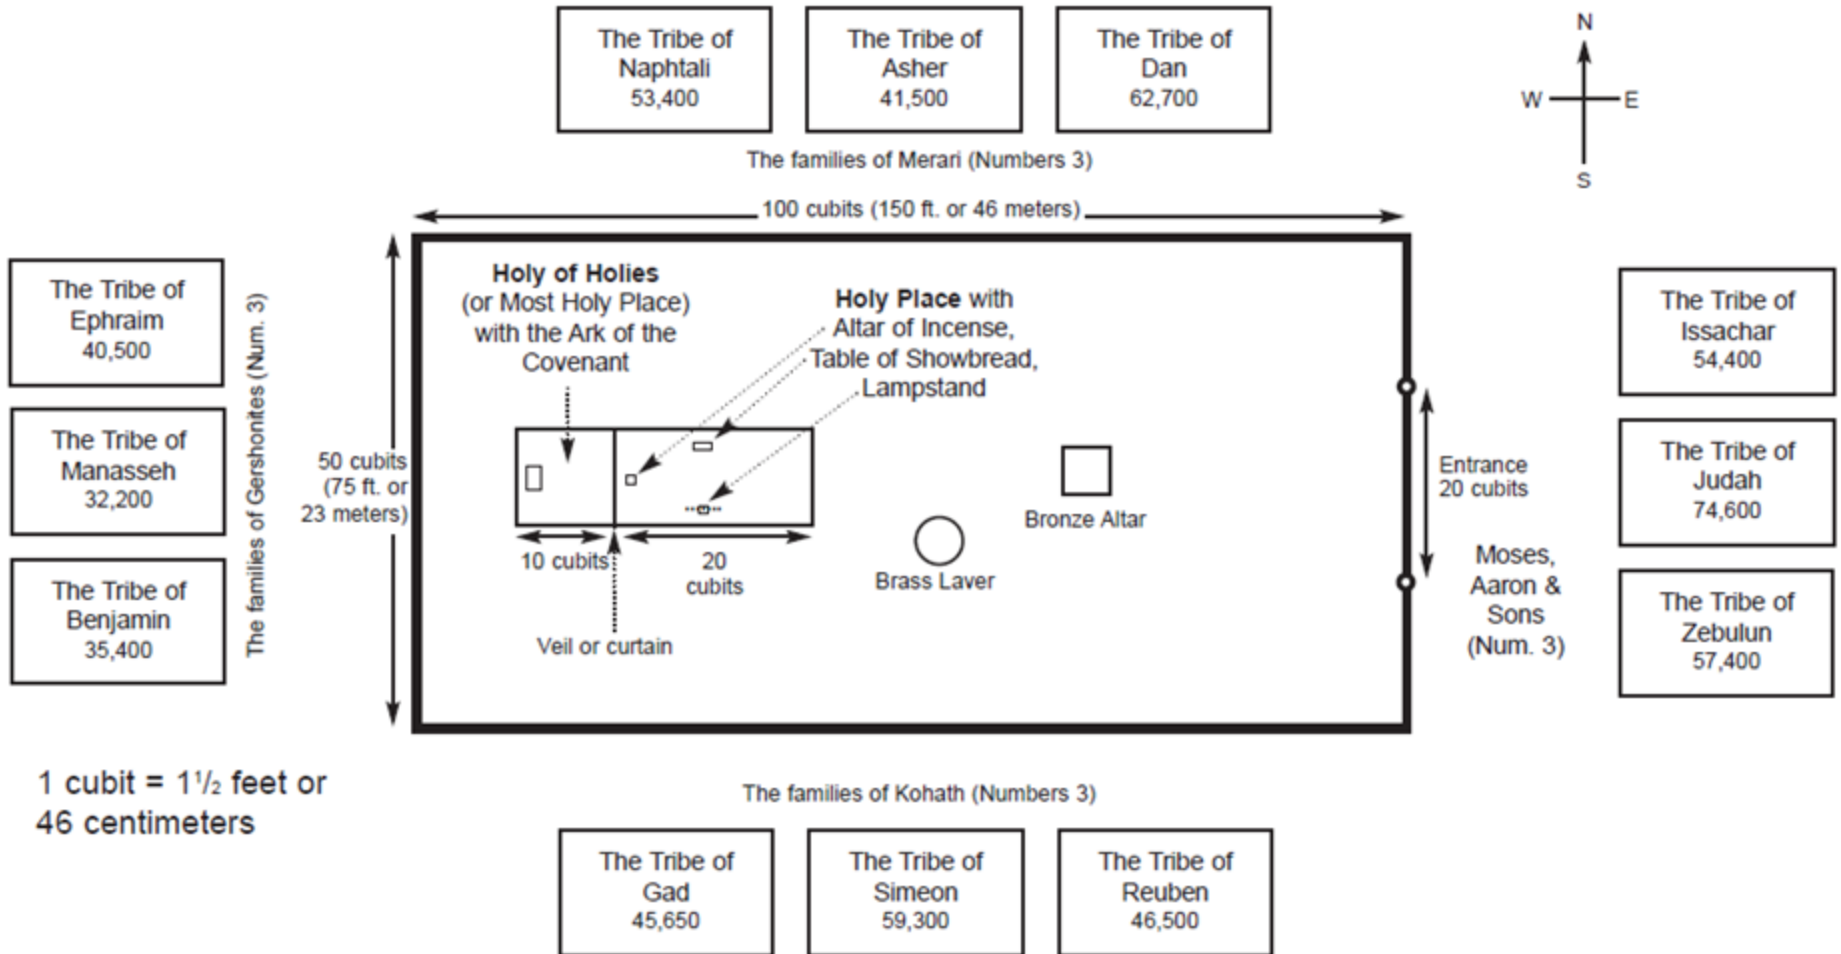 The Tribe of
Naphtali
53,400
The Tribe of
Asher
41,500
The Tribe of
Dan
62,700
N
W
E
S
The families of Merari (Numbers 3)
100 cubits (150 ft. or 46 meters)
The Tribe of
Ephraim
40,500
The Tribe of
Manasseh
32,200
The Tribe of
Benjamin
35,400
The families of Gershonites (Num. 3)
50 cubits
(75 ft. or
23 meters)
Holy of Holies
(or Most Holy Place)
with the Ark of the
Covenant
Holy Place with
Altar of Incense,
Table of Showbread,
Lampstand
10 cubits
20
cubits
Veil or curtain
Brass Laver
Bronze Altar
Entrance
20 cubits
Moses,
Aaron &
Sons
(Num. 3)
The Tribe of
Issachar
54,400
The Tribe of
Judah
74,600
The Tribe of
Zebulun
57,400
1 cubit = 1 1/2 feet or
46 centimeters
The families of Kohath (Numbers 3)
The Tribe of
Gad
45,650
The Tribe of
Simeon
59,300
The Tribe of
Reuben
46,500